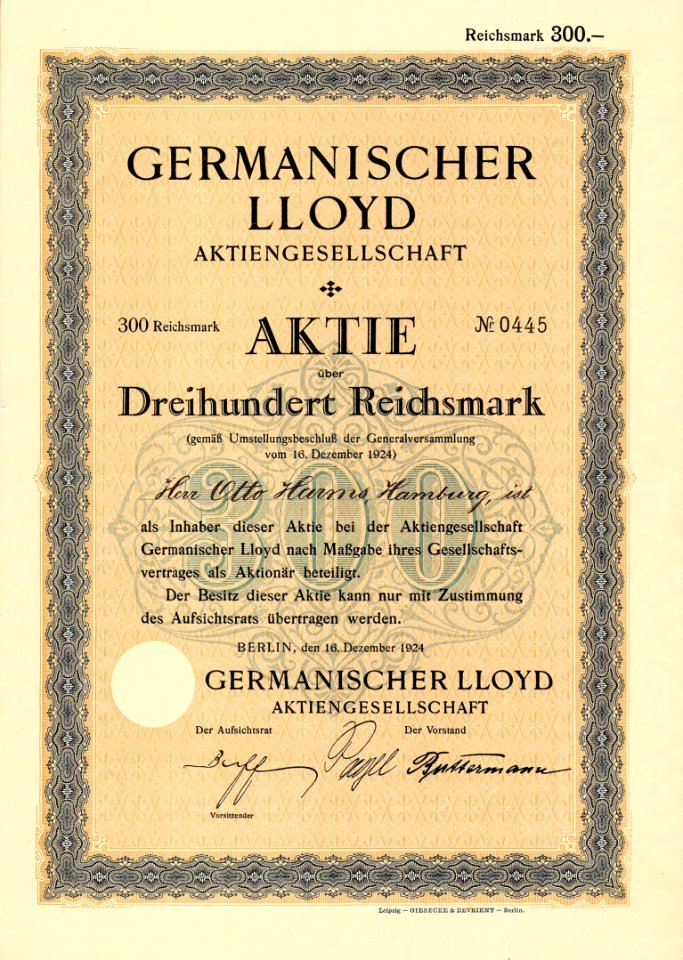 Reichsmark 300.—
GERMANISCHER
LLOYD
AKTIENGESELLSCHAFT
300 Reichsmark AKTIE № 0445
über
Dreihundert Reichsmark
(gemäß Umstellungsbeschluß der Generalversammlung
vom 16. Dezember 1924)
300
Herr Otto Harms, Hamburg, ist
als Inhaber dieser Aktie bei der Aktiengesellschaft
Germanischer Lloyd nach Maßgabe ihres Gesellschafts-
vertrages als Aktionär beteiligt.
Der Besitz dieser Aktie kann nur mit Zustimmung
des Aufsichtsrats übertragen werden.
BERLIN, den 16. Dezember 1924
GERMANISCHER LLOYD
AKTIENGESELLSCHAFT
Der Aufsichtsrat Der Vorstand
Pagel Buttermann
Vorsitzender
Leipzig — GIESECKE & DEVRIENT — Berlin.